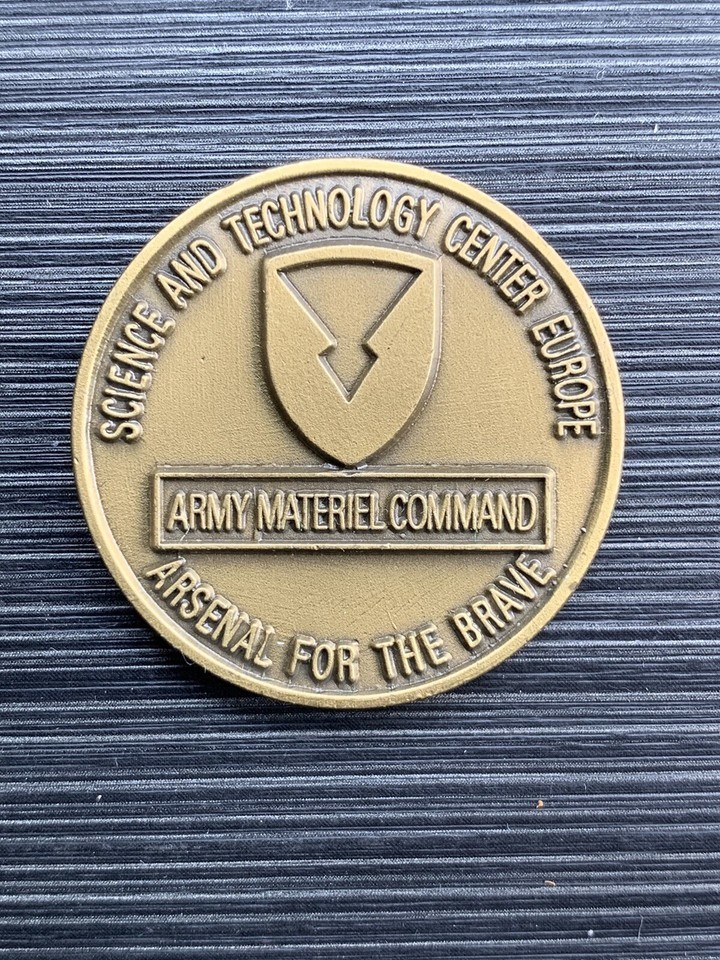 SCIENCE AND TECHNOLOGY CENTER EUROPE
ARMY MATERIEL COMMAND
ARSENAL FOR THE BRAVE